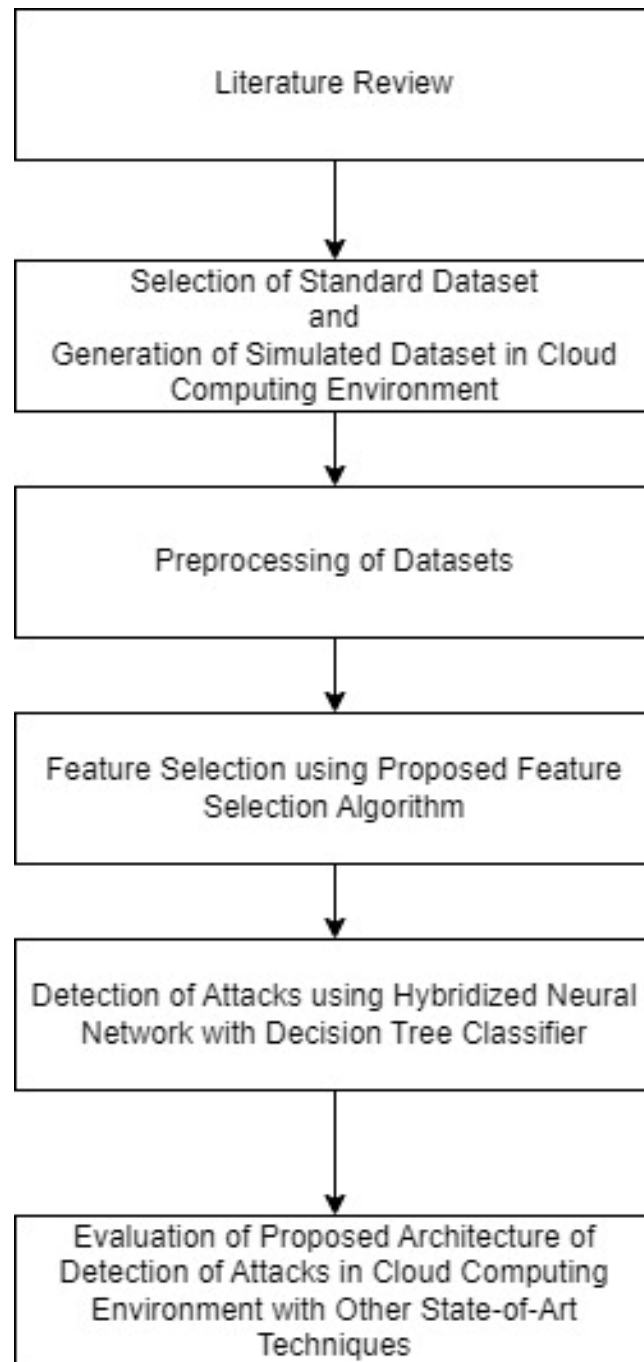 Literature Review
Selection of Standard Dataset
and
Generation of Simulated Dataset in Cloud
Computing Environment
Preprocessing of Datasets
Feature Selection using Proposed Feature
Selection Algorithm
Detection of Attacks using Hybridized Neural
Network with Decision Tree Classifier
Evaluation of Proposed Architecture of
Detection of Attacks in Cloud Computing
Environment with Other State-of-Art
Techniques